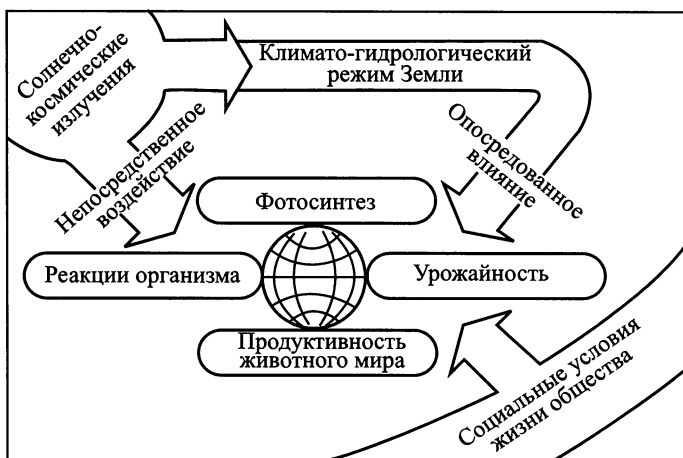 Солнечно-
космические
излучения
Климато-гидрологический
режим Земли
Непосредственное
воздействие
Опосредованное
влияние
Фотосинтез
Реакции организма
Урожайность
Продуктивность
животного мира
Социальные условия
жизни общества